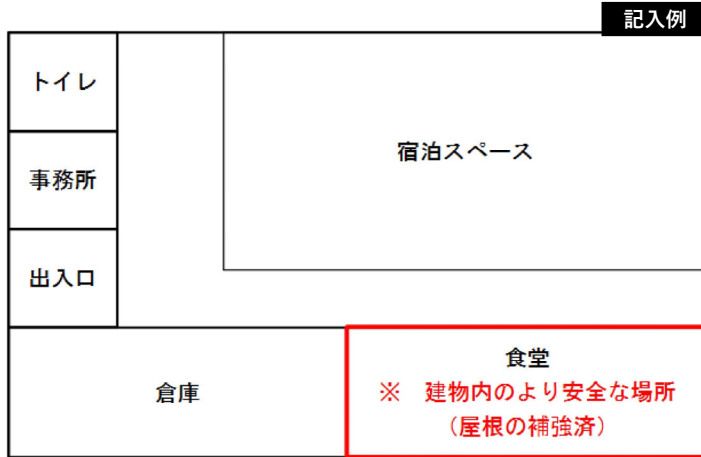 記入例
トイレ
宿泊スペース
事務所
出入口
倉庫
食堂
※ 建物内のより安全な場所
（屋根の補強済）